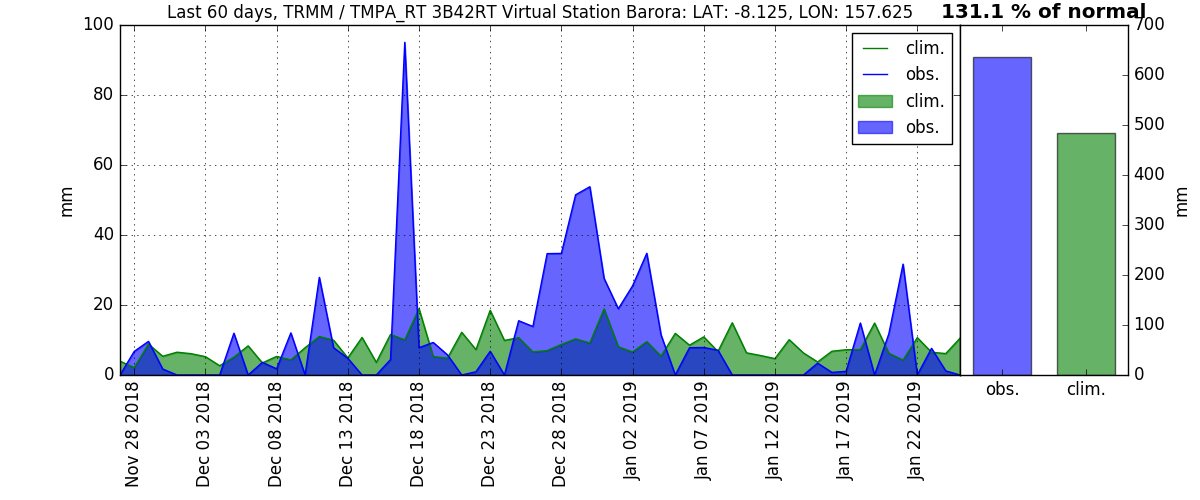 Last 60 days, TRMM / TMPA_RT 3B42RT Virtual Station Barora: LAT: -8.125, LON: 157.625
131.1 % of normal
100
80
60
40
20
0
mm
clim.
obs.
clim.
obs.
700
600
500
400
300
200
100
0
mm
Nov 28 2018
Dec 03 2018
Dec 08 2018
Dec 13 2018
Dec 18 2018
Dec 23 2018
Dec 28 2018
Jan 02 2019
Jan 07 2019
Jan 12 2019
Jan 17 2019
Jan 22 2019
obs.
clim.